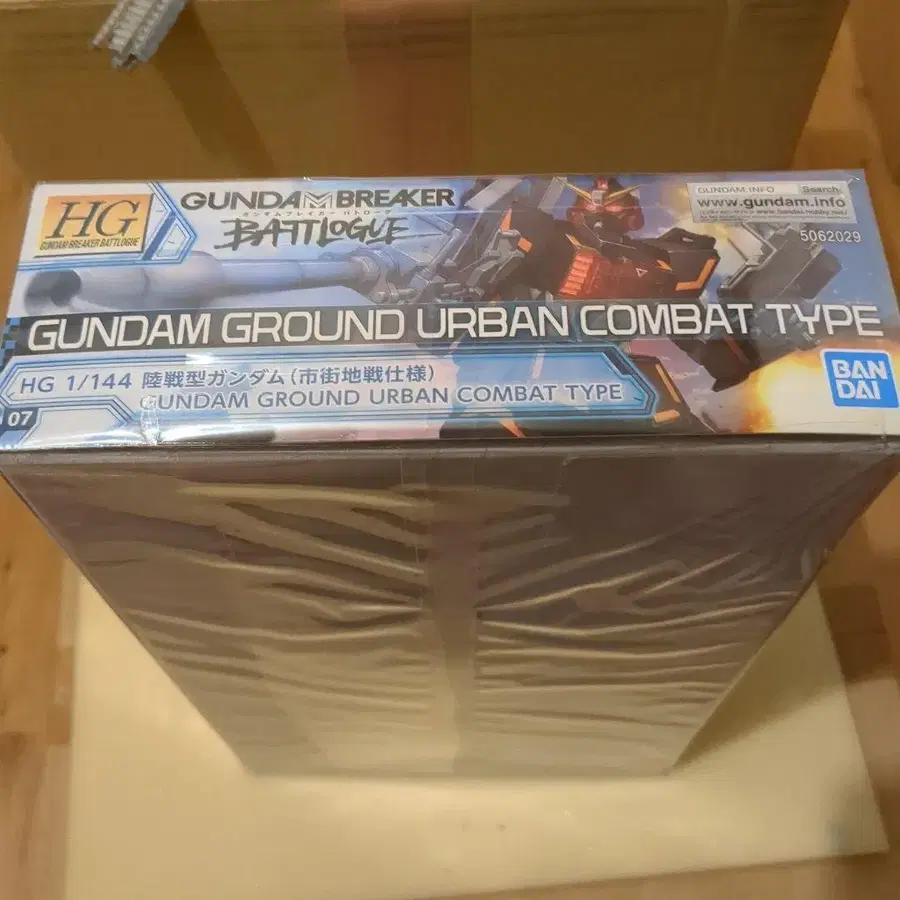 HG
GUNDAM BREAKER BATTLOGUE
GUNDAM BREAKER
ガンダムブレイカー バトローグ
BATTLOGUE
GUNDAM.INFO
Search
www.gundam.info
5062029
GUNDAM GROUND URBAN COMBAT TYPE
HG 1/144 陸戦型ガンダム(市街地戦仕様)
GUNDAM GROUND URBAN COMBAT TYPE
07
BAN
DAI